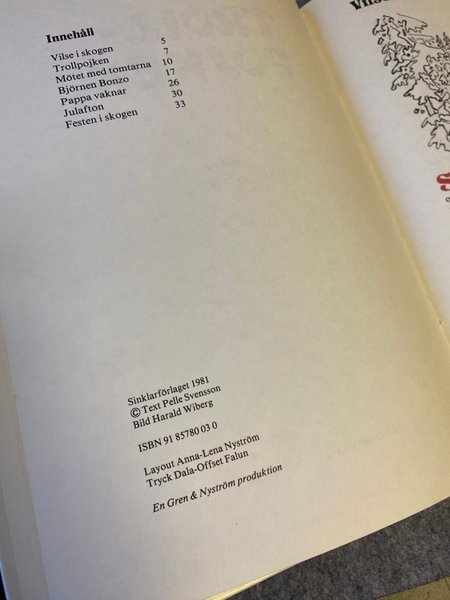 Innehåll
Vilse i skogen 5
Trollpojken 7
Mötet med tomtarna 10
Björnen Bonzo 17
Pappa vaknar 26
Julafton 30
Festen i skogen 33
Sinklarförlaget 1981
© Text Pelle Svensson
Bild Harald Wiberg
ISBN 91 85780 03 0
Layout Anna-Lena Nyström
Tryck Dala-Offset Falun
En Gren & Nyström produktion